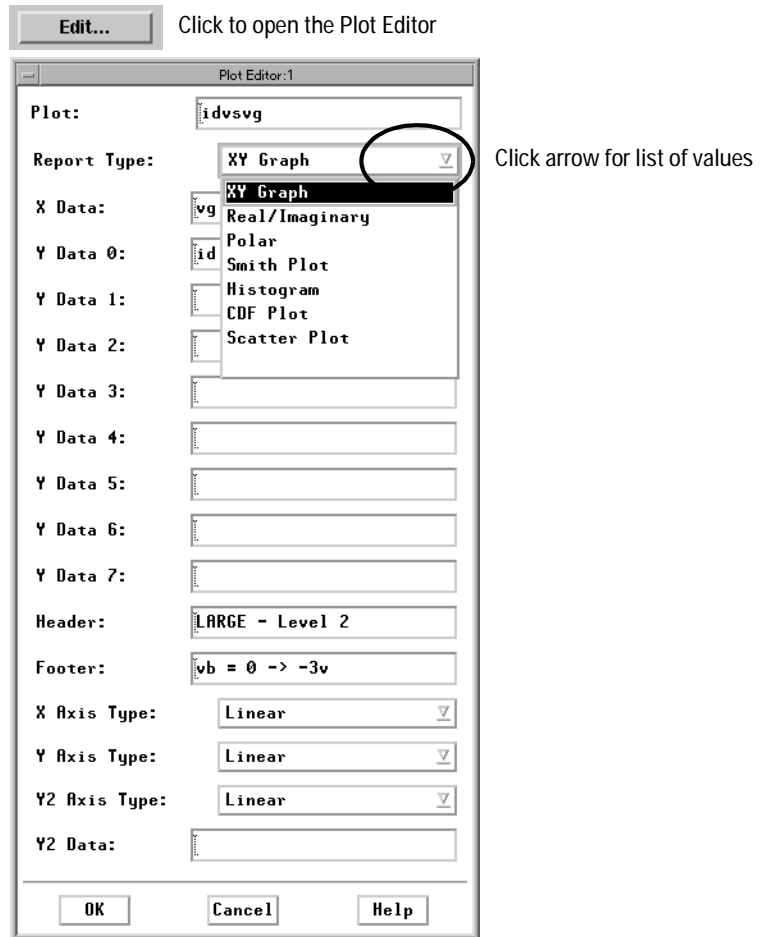 Edit... Click to open the Plot Editor
Plot Editor:1
Plot: idvsvg
Report Type: XY Graph Click arrow for list of values
XY Graph
X Data: vg
Real/Imaginary
Polar
Y Data 0: id
Smith Plot
Histogram
Y Data 1:
CDF Plot
Scatter Plot
Y Data 2:
Y Data 3:
Y Data 4:
Y Data 5:
Y Data 6:
Y Data 7:
Header: LARGE - Level 2
Footer: vb = 0 -> -3v
X Axis Type: Linear
Y Axis Type: Linear
Y2 Axis Type: Linear
Y2 Data:
OK Cancel Help